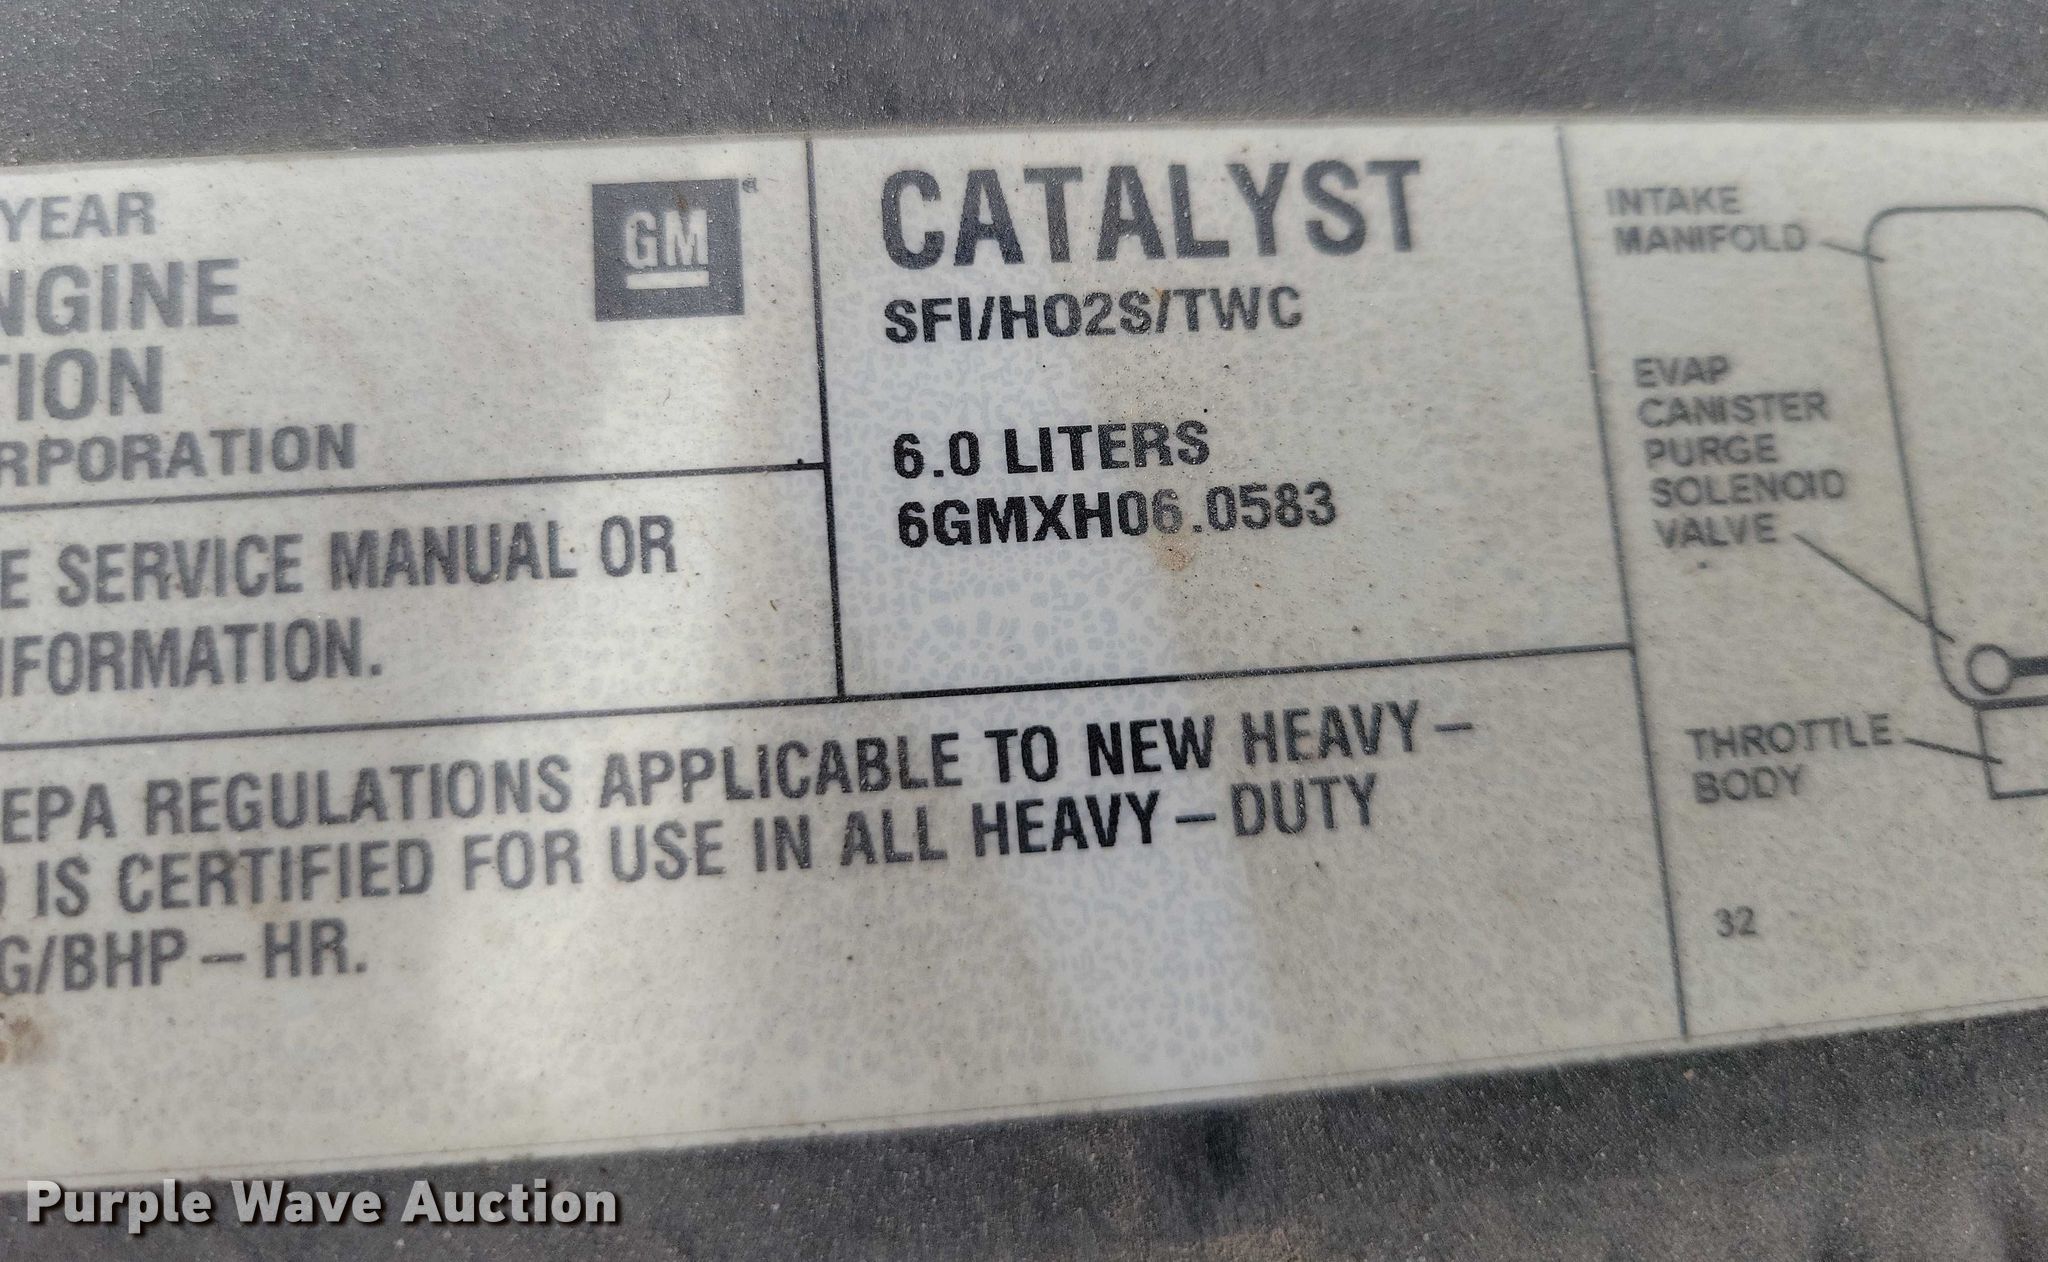 YEAR
NGINE
TION
RPORATION
GM
E SERVICE MANUAL OR
NFORMATION.
CATALYST
SFI/HO2S/TWC
6.0 LITERS
6GMXH06.0583
EPA REGULATIONS APPLICABLE TO NEW HEAVY-
IS CERTIFIED FOR USE IN ALL HEAVY-DUTY
G/BHP-HR.
INTAKE
MANIFOLD
EVAP
CANISTER
PURGE
SOLENOID
VALVE
THROTTLE
BODY
32
Purple Wave Auction